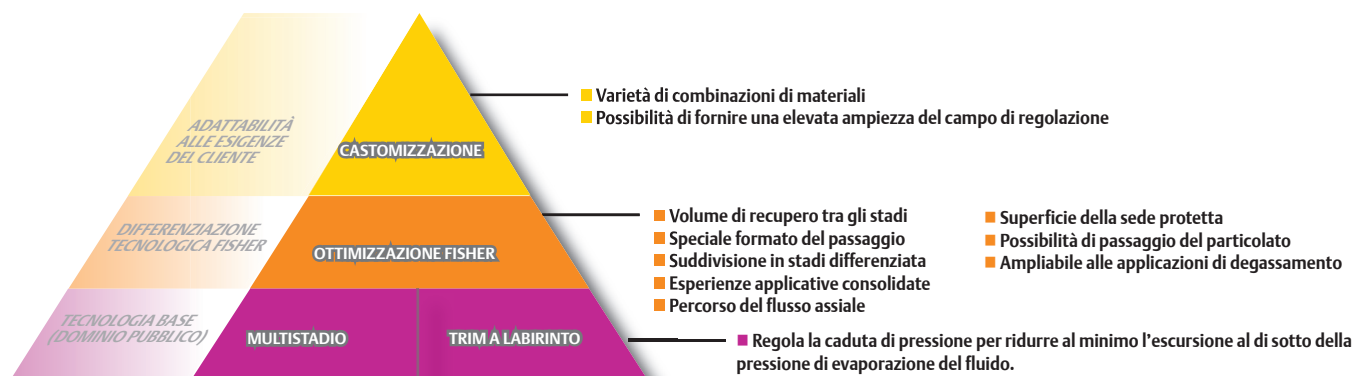 Varietà di combinazioni di materiali
Possibilità di fornire una elevata ampiezza del campo di regolazione
ADATTABILITÀ
ALLE ESIGENZE
DEL CLIENTE
CASTOMIZZAZIONE
Volume di recupero tra gli stadi
Speciale formato del passaggio
Suddivisione in stadi differenziata
Esperienze applicative consolidate
Percorso del flusso assiale
Superficie della sede protetta
Possibilità di passaggio del particolato
Ampliabile alle applicazioni di degassamento
DIFFERENZIAZIONE
TECNOLOGICA FISHER
OTTIMIZZAZIONE FISHER
TECNOLOGIA BASE
(DOMINIO PUBBLICO)
MULTISTADIO
TRIM A LABIRINTO
Regola la caduta di pressione per ridurre al minimo l’escursione al di sotto della
pressione di evaporazione del fluido.